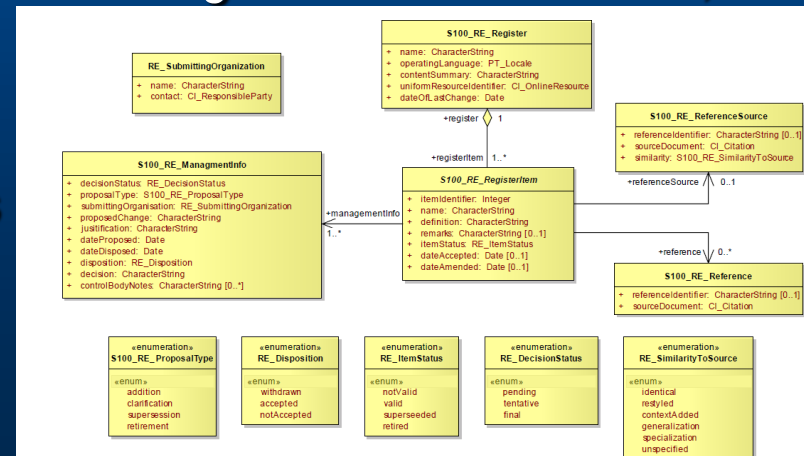 S100_RE_Register
+ name: CharacterString
+ operatingLanguage: PT_Locale
+ contentSummary: CharacterString
+ uniformResourceIdentifier: CI_OnlineResource
+ dateOfLastChange: Date
RE_SubmittingOrganization
+ name: CharacterString
+ contact: CI_ResponsibleParty
+register 1
+registerItem 1..*
S100_RE_ReferenceSource
+ referenceIdentifier: CharacterString [0..1]
+ sourceDocument: CI_Citation
+ similarity: S100_RE_SimilarityToSource
+referenceSource 0..1
S100_RE_ManagmentInfo
+ decisionStatus: RE_DecisionStatus
+ proposalType: S100_RE_ProposalType
+ submittingOrganisation: RE_SubmittingOrganization
+ proposedChange: CharacterString
+ jusitification: CharacterString
+ dateProposed: Date
+ dateDisposed: Date
+ disposition: RE_Disposition
+ decision: CharacterString
+ controlBodyNotes: CharacterString [0..*]
+managementInfo
1..*
S100_RE_RegisterItem
+ itemIdentifier: Integer
+ name: CharacterString
+ definition: CharacterString
+ remarks: CharacterString [0..1]
+ itemStatus: RE_ItemStatus
+ dateAccepted: Date [0..1]
+ dateAmended: Date [0..1]
+reference 0..*
S100_RE_Reference
+ referenceIdentifier: CharacterString [0..1]
+ sourceDocument: CI_Citation
«enumeration»
S100_RE_ProposalType
«enum»
addition
clarification
supersession
retirement
«enumeration»
RE_Disposition
«enum»
withdrawn
accepted
notAccepted
«enumeration»
RE_ItemStatus
«enum»
notValid
valid
superseeded
retired
«enumeration»
RE_DecisionStatus
«enum»
pending
tentative
final
«enumeration»
RE_SimilarityToSource
«enum»
identical
restyled
contextAdded
generalization
specialization
unspecified